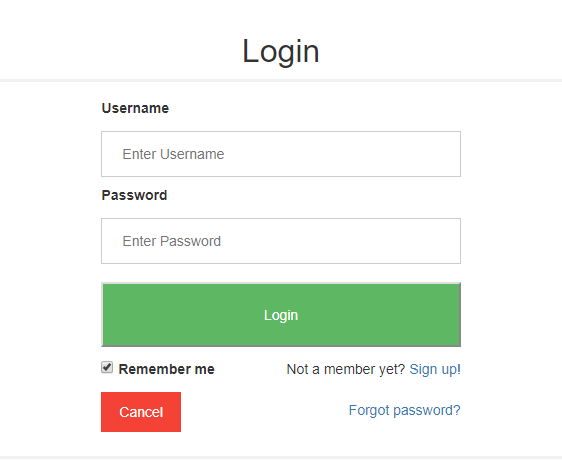 Login
Username
Enter Username
Password
Enter Password
Login
Remember me Not a member yet? Sign up!
Cancel Forgot password?